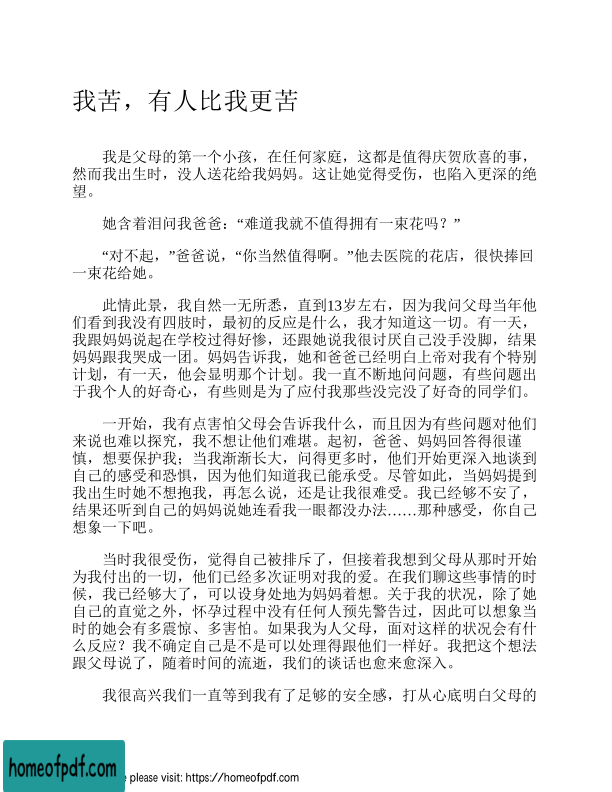 我苦，有人比我更苦
我是父母的第一个小孩，在任何家庭，这都是值得庆贺欣喜的事，
然而我出生时，没人送花给我妈妈。这让她觉得受伤，也陷入更深的绝
望。
她含着泪问我爸爸：“难道我就不值得拥有一束花吗？”
“对不起，”爸爸说，“你当然值得啊。”他去医院的花店，很快捧回
一束花给她。
此情此景，我自然一无所悉，直到13岁左右，因为我问父母当年他
们看到我没有四肢时，最初的反应是什么，我才知道这一切。有一天，
我跟妈妈说起在学校过得好惨，还跟她说我很讨厌自己没手没脚，结果
妈妈跟我哭成一团。妈妈告诉我，她和爸爸已经明白上帝对我有个特别
计划，有一天，他会显明那个计划。我一直不断地问问题，有些问题出
于我个人的好奇心，有些则是为了应付我那些没完没了好奇的同学们。
一开始，我有点害怕父母会告诉我什么，而且因为有些问题对他们
来说也难以探究，我不想让他们难堪。起初，爸爸、妈妈回答得很谨
慎，想要保护我；当我渐渐长大，问得更多时，他们开始更深入地谈到
自己的感受和恐惧，因为他们知道我已能承受。尽管如此，当妈妈提到
我出生时她不想抱我，再怎么说，还是让我很难受。我已经够不安了，
结果还听到自己的妈妈说她连看我一眼都没办法……那种感受，你自己
想象一下吧。
当时我很受伤，觉得自己被排斥了，但接着我想到父母从那时开始
为我付出的一切，他们已经多次证明对我的爱。在我们聊这些事情的时
候，我已经够大了，可以设身处地为妈妈着想。关于我的状况，除了她
自己的直觉之外，怀孕过程中没有任何人预先警告过，因此可以想象当
时的她会有多震惊、多害怕。如果我为人父母，面对这样的状况会有什
么反应？我不确定自己是不是可以处理得跟他们一样好。我把这个想法
跟父母说了，随着时间的流逝，我们的谈话也愈来愈深入。
我很高兴我们一直等到我有了足够的安全感，打从心底明白父母的
homeofpdf.com
e please visit: https://homeofpdf.com